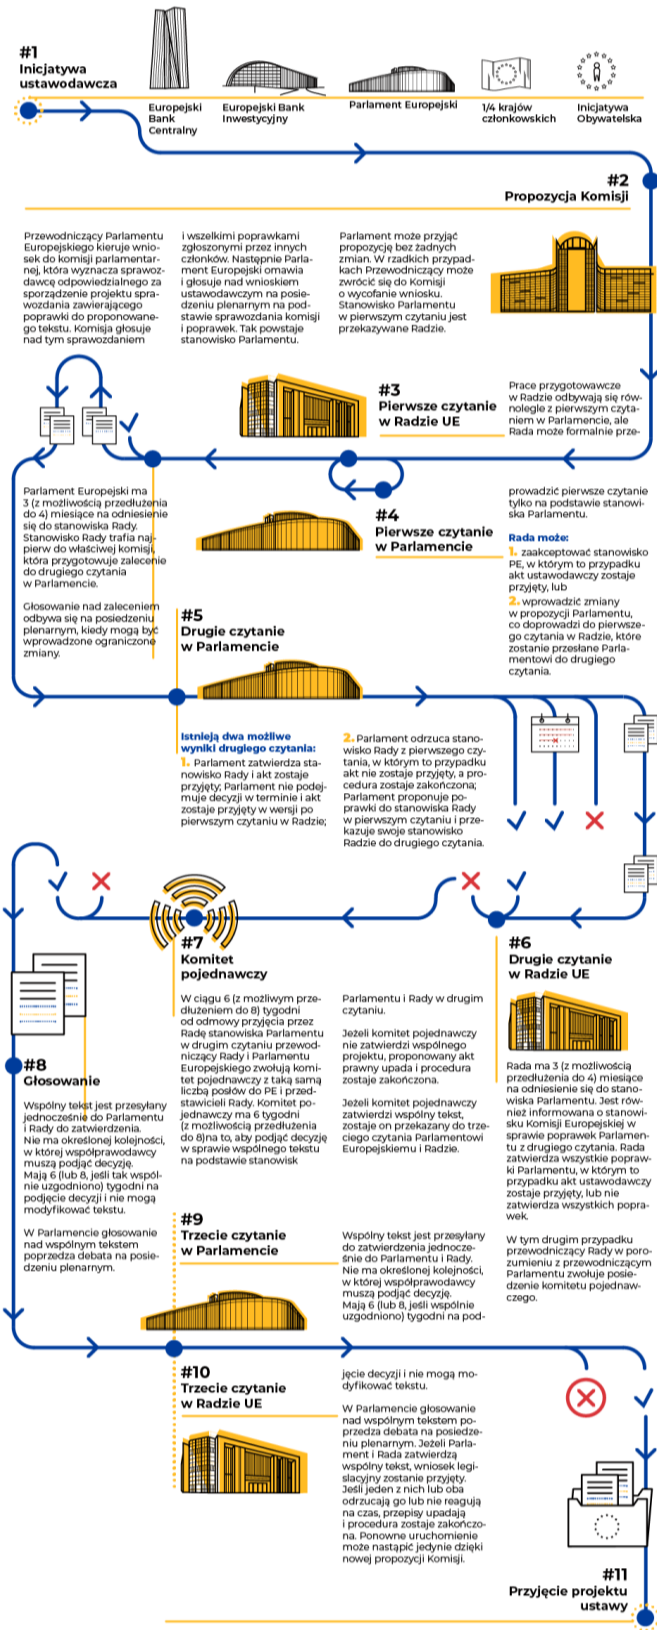 #1
Inicjatywa
ustawodawcza
Europejski
Bank
Centralny
Europejski Bank
Inwestycyjny
Parlament Europejski
1/4 krajów
członkowskich
Inicjatywa
Obywatelska
#2
Propozycja Komisji
Przewodniczący Parlamentu
Europejskiego kieruje wnio-
sek do komisji parlamentar-
nej, która wyznacza sprawoz-
dawcę odpowiedzialnego za
sporządzenie projektu spra-
wozdania zawierającego
poprawki do proponowane-
go tekstu. Komisja głosuje
nad tym sprawozdaniem
i wszelkimi poprawkami
zgłoszonymi przez innych
członków. Następnie Parla-
ment Europejski omawia
i głosuje nad wnioskiem
ustawodawczym na posie-
dzeniu plenarnym na pod-
stawie sprawozdania komisji
i poprawek. Tak powstaje
stanowisko Parlamentu.
Parlament może przyjąć
propozycję bez żadnych
zmian. W rzadkich przypad-
kach Przewodniczący może
zwrócić się do Komisji
o wycofanie wniosku.
Stanowisko Parlamentu
w pierwszym czytaniu jest
przekazywane Radzie.
#3
Pierwsze czytanie
w Radzie UE
Prace przygotowawcze
w Radzie odbywają się rów-
nolegle z pierwszym czyta-
niem w Parlamencie, ale
Rada może formalnie prze-
prowadzić pierwsze czytanie
tylko na podstawie stanowi-
ska Parlamentu.
Rada może:
1. zaakceptować stanowisko
PE, w którym to przypadku
akt ustawodawczy zostaje
przyjęty, lub
2. wprowadzić zmiany
w propozycji Parlamentu,
co doprowadzi do pierwsze-
go czytania w Radzie, które
zostanie przesłane Parla-
mentowi do drugiego
czytania.
#4
Pierwsze czytanie
w Parlamencie
Parlament Europejski ma
3 (z możliwością przedłużenia
do 4) miesiące na odniesienie
się do stanowiska Rady.
Stanowisko Rady trafia naj-
pierw do właściwej komisji,
która przygotowuje zalecenie
do drugiego czytania
w Parlamencie.
Głosowanie nad zaleceniem
odbywa się na posiedzeniu
plenarnym, kiedy mogą być
wprowadzone ograniczone
zmiany.
#5
Drugie czytanie
w Parlamencie
Istnieją dwa możliwe
wyniki drugiego czytania:
1. Parlament zatwierdza sta-
nowisko Rady i akt zostaje
przyjęty; Parlament nie podej-
muje decyzji w terminie i akt
zostaje przyjęty w wersji po
pierwszym czytaniu w Radzie;
2. Parlament odrzuca stano-
wisko Rady z pierwszego czy-
tania, w którym to przypadku
akt nie zostaje przyjęty, a pro-
cedura zostaje zakończona;
Parlament proponuje po-
prawki do stanowiska Rady
w pierwszym czytaniu i prze-
kazuje swoje stanowisko
Radzie do drugiego czytania.
#6
Drugie czytanie
w Radzie UE
Rada ma 3 (z możliwością
przedłużenia do 4) miesiące
na odniesienie się do stano-
wiska Parlamentu. Jest rów-
nież informowana o stanowi-
sku Komisji Europejskiej w
sprawie poprawek Parlamen-
tu z drugiego czytania. Rada
zatwierdza wszystkie popraw-
ki Parlamentu, w którym to
przypadku akt ustawodawczy
zostaje przyjęty, lub nie
zatwierdza wszystkich popra-
wek.
W tym drugim przypadku
przewodniczący Rady w poro-
zumieniu z przewodniczącym
Parlamentu zwołuje posie-
dzenie komitetu pojednaw-
czego.
#7
Komitet
pojednawczy
W ciągu 6 (z możliwym prze-
dłużeniem do 8) tygodni
od odmowy przyjęcia przez
Radę stanowiska Parlamentu
w drugim czytaniu przewod-
niczący Rady i Parlamentu
Europejskiego zwołują komi-
tet pojednawczy z taką samą
liczbą posłów do PE i przed-
stawicieli Rady. Komitet po-
jednawczy ma 6 tygodni
(z możliwością przedłużenia
do 8)na to, aby podjąć decyzję
w sprawie wspólnego tekstu
na podstawie stanowisk
Parlamentu i Rady w drugim
czytaniu.
Jeżeli komitet pojednawczy
nie zatwierdzi wspólnego
projektu, proponowany akt
prawny upada i procedura
zostaje zakończona.
Jeżeli komitet pojednawczy
zatwierdzi wspólny tekst,
zostaje on przekazany do trze-
ciego czytania Parlamentowi
Europejskiemu i Radzie.
#8
Głosowanie
Wspólny tekst jest przesyłany
jednocześnie do Parlamentu
i Rady do zatwierdzenia.
Nie ma określonej kolejności,
w której współprawodawcy
muszą podjąć decyzję.
Mają 6 (lub 8, jeśli tak wspól-
nie uzgodniono) tygodni na
podjęcie decyzji i nie mogą
modyfikować tekstu.
W Parlamencie głosowanie
nad wspólnym tekstem
poprzedza debata na posie-
dzeniu plenarnym.
#9
Trzecie czytanie
w Parlamencie
Wspólny tekst jest przesyłany
do zatwierdzenia jednocze-
śnie do Parlamentu i Rady.
Nie ma określonej kolejności,
w której współprawodawcy
muszą podjąć decyzję.
Mają 6 (lub 8, jeśli wspólnie
uzgodniono) tygodni na pod-
jęcie decyzji i nie mogą mo-
dyfikować tekstu.
W Parlamencie głosowanie
nad wspólnym tekstem po-
przedza debata na posiedze-
niu plenarnym. Jeżeli Parla-
ment i Rada zatwierdzą
wspólny tekst, wniosek legi-
slacyjny zostanie przyjęty.
Jeśli jeden z nich lub oba
odrzucają go lub nie reagują
na czas, przepisy upadają
i procedura zostaje zakończo-
na. Ponowne uruchomienie
może nastąpić jedynie dzięki
nowej propozycji Komisji.
#10
Trzecie czytanie
w Radzie UE
#11
Przyjęcie projektu
ustawy